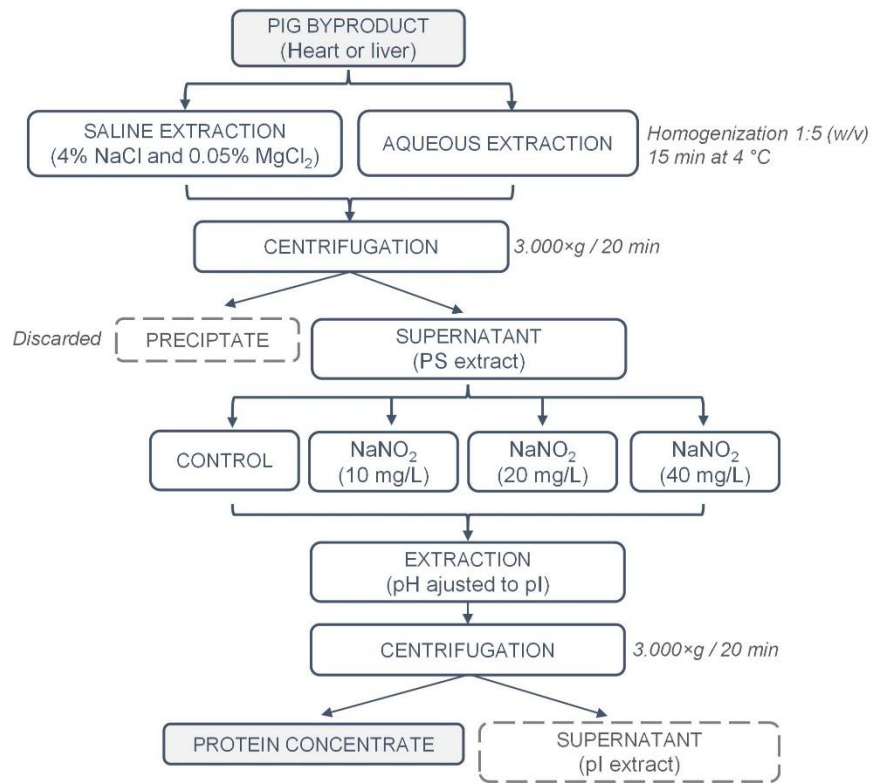 PIG BYPRODUCT
(Heart or liver)
SALINE EXTRACTION
(4% NaCl and 0.05% MgCl₂)
AQUEOUS EXTRACTION
Homogenization 1:5 (w/v)
15 min at 4 °C
CENTRIFUGATION
3.000×g / 20 min
Discarded
PRECIPTATE
SUPERNATANT
(PS extract)
CONTROL
NaNO₂
(10 mg/L)
NaNO₂
(20 mg/L)
NaNO₂
(40 mg/L)
EXTRACTION
(pH ajusted to pI)
CENTRIFUGATION
3.000×g / 20 min
PROTEIN CONCENTRATE
SUPERNATANT
(pI extract)